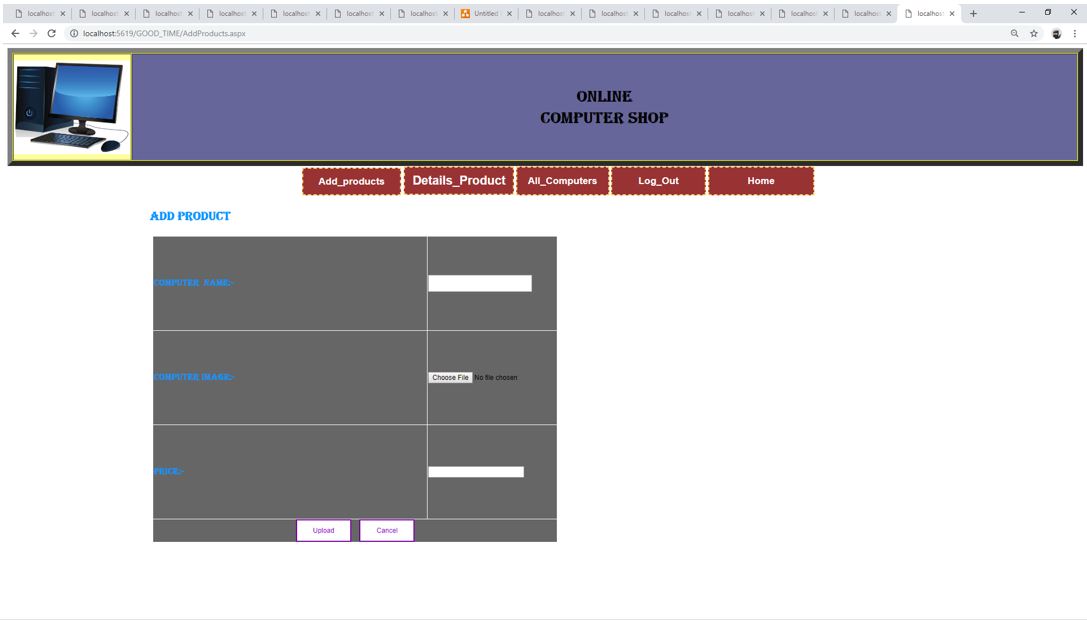 localhost localhost localhost localhost localhost localhost localhost Untitled localhost localhost localhost localhost localhost localhost localhost
localhost:5619/GOOD_TIME/AddProducts.aspx
ONLINE
COMPUTER SHOP
Add_products Details_Product All_Computers Log_Out Home
ADD PRODUCT
COMPUTER NAME:-
COMPUTER IMAGE:-
Choose File No file chosen
PRICE:-
Upload Cancel